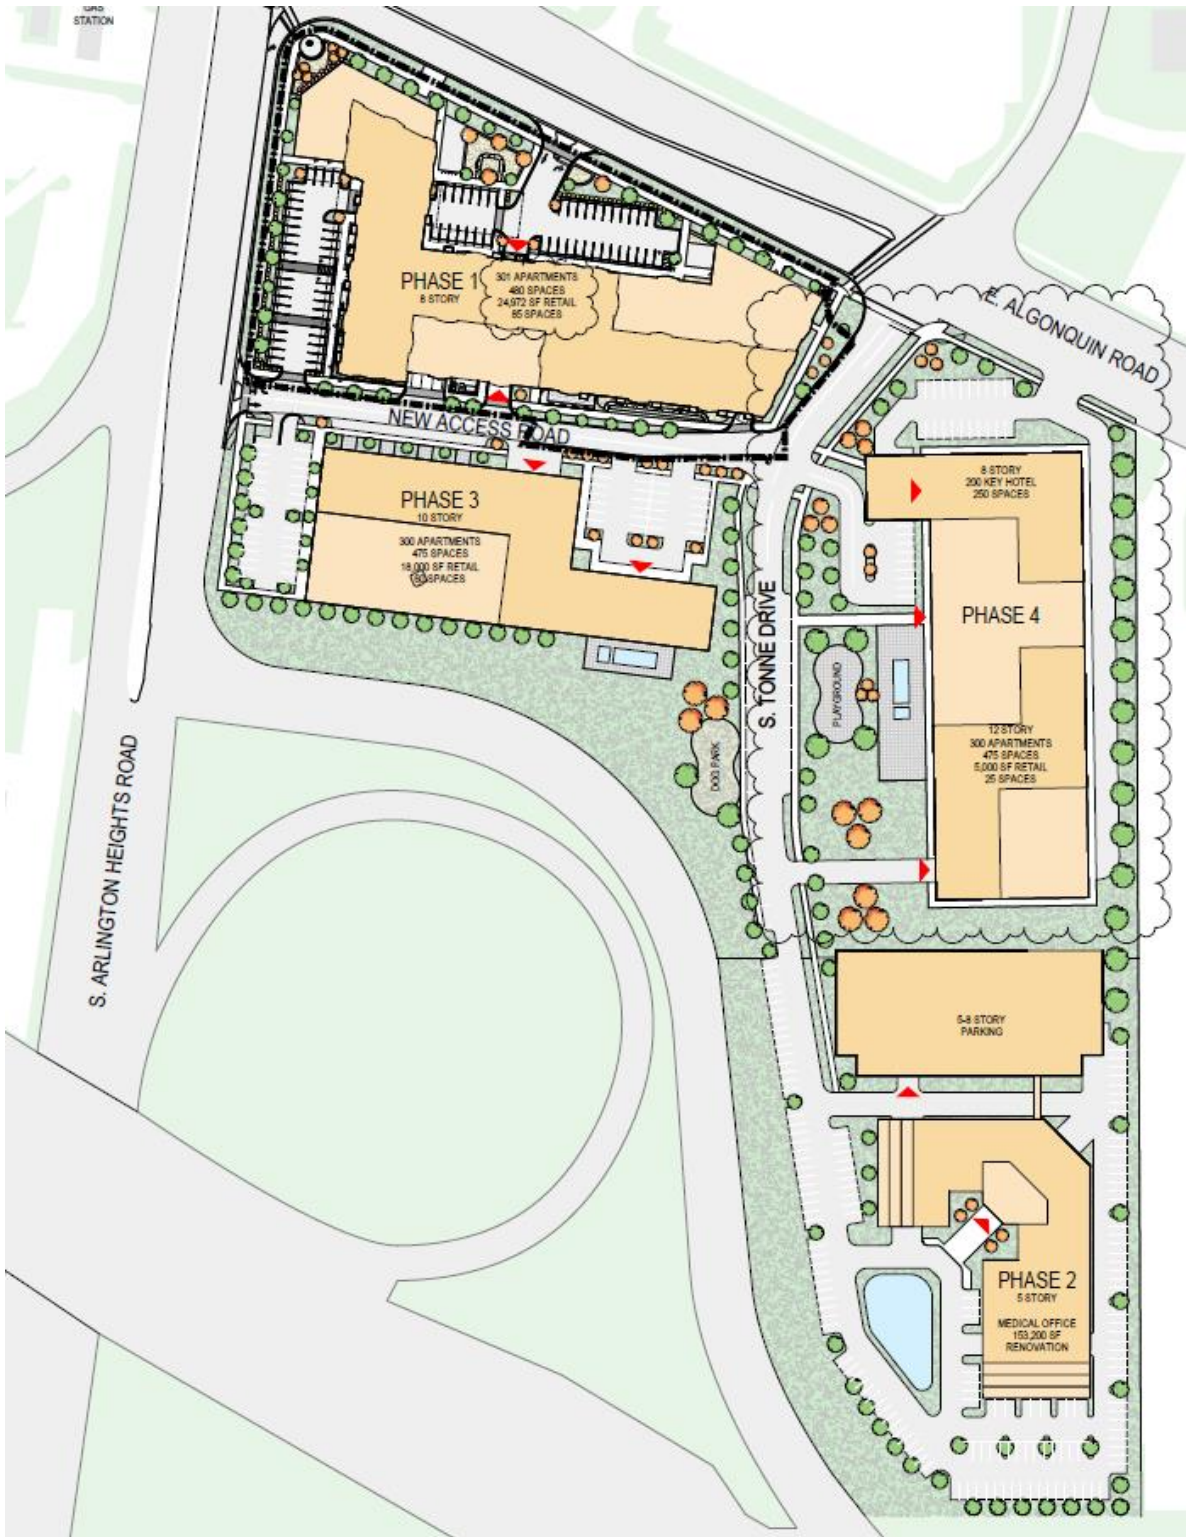 GAS
STATION
PHASE 1
8 STORY
301 APARTMENTS
480 SPACES
24,972 SF RETAIL
85 SPACES
E. ALGONQUIN ROAD
NEW ACCESS ROAD
PHASE 3
10 STORY
300 APARTMENTS
475 SPACES
18,000 SF RETAIL
SPACES
8 STORY
200 KEY HOTEL
250 SPACES
PHASE 4
S. TONNE DRIVE
PLAYGROUND
DOG PARK
12 STORY
300 APARTMENTS
475 SPACES
5,000 SF RETAIL
25 SPACES
S. ARLINGTON HEIGHTS ROAD
5-8 STORY
PARKING
PHASE 2
5 STORY
MEDICAL OFFICE
153,200 SF
RENOVATION